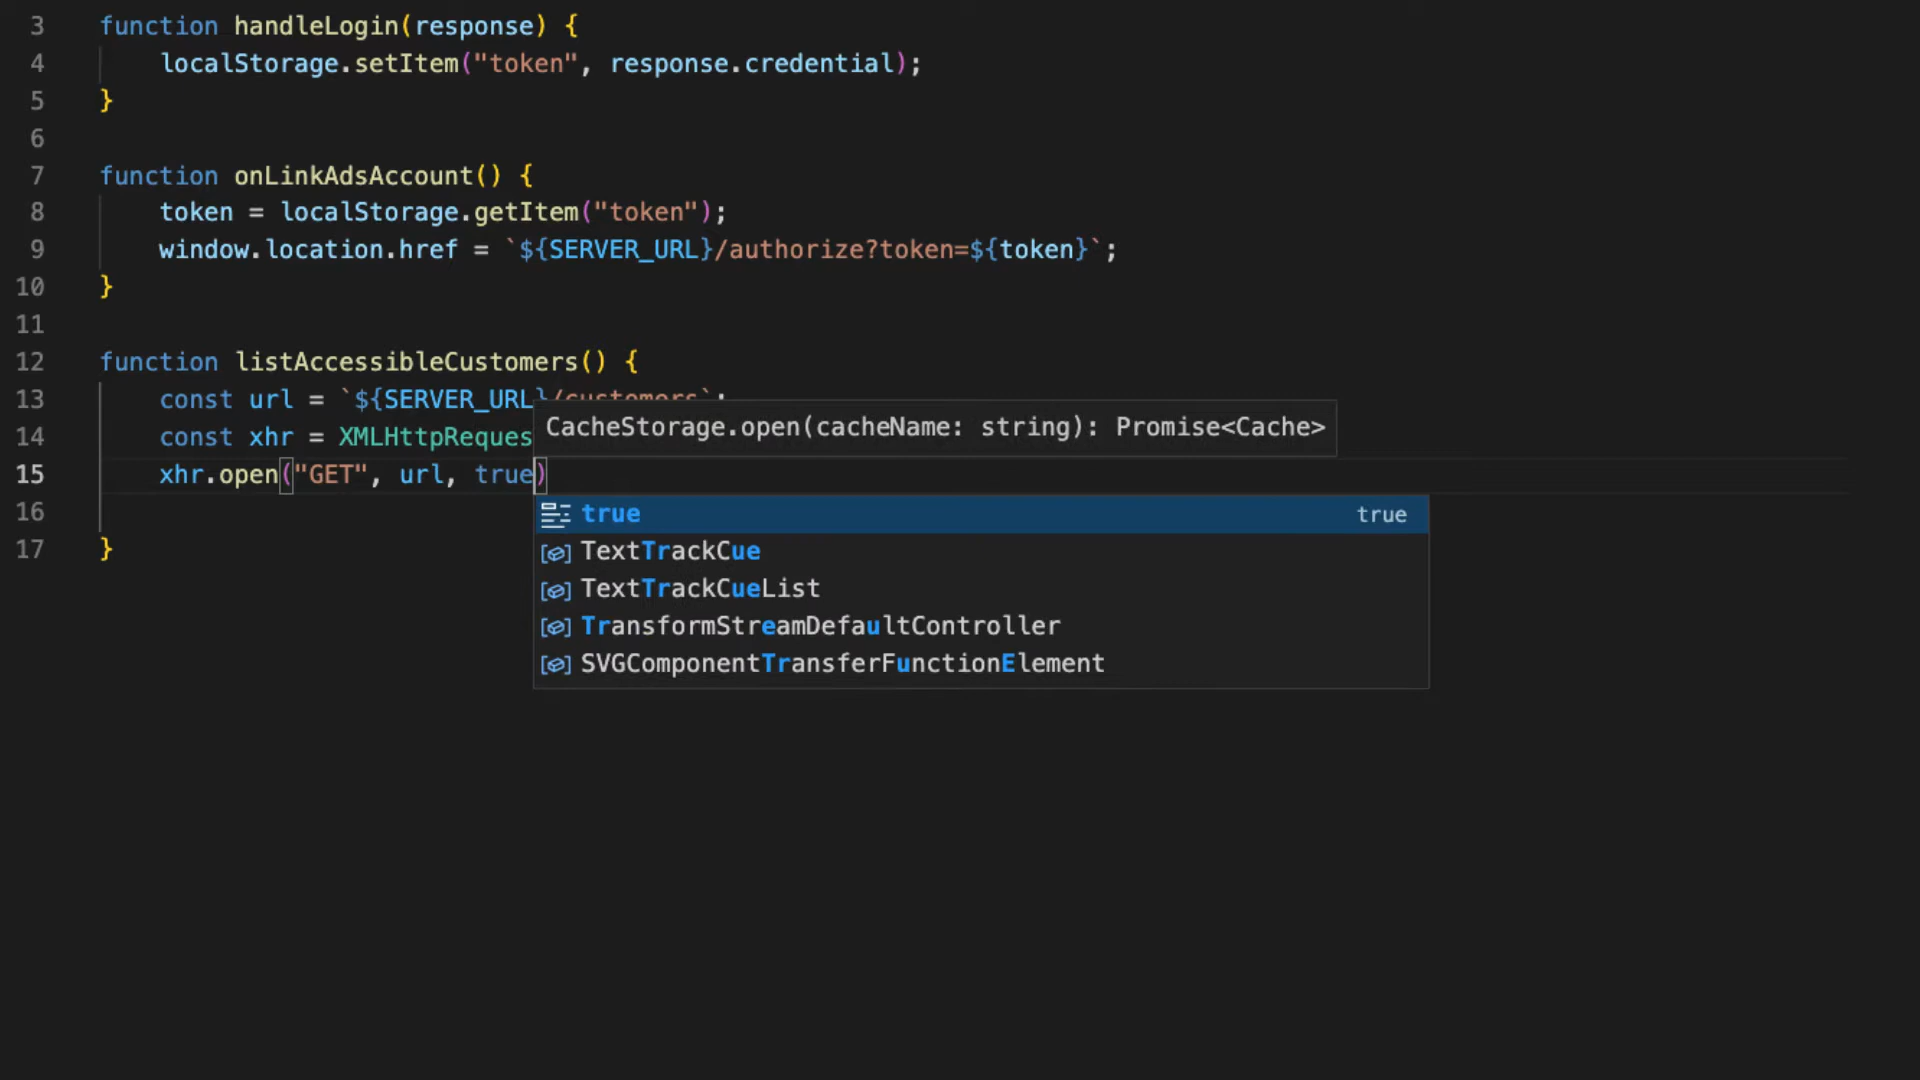 3 function handleLogin(response) {
4 localStorage.setItem("token", response.credential);
5 }
6
7 function onLinkAdsAccount() {
8 token = localStorage.getItem("token");
9 window.location.href = `${SERVER_URL}/authorize?token=${token}`;
10 }
11
12 function listAccessibleCustomers() {
13 const url = `${SERVER_URL}/customers`;
14 const xhr = XMLHttpReques
CacheStorage.open(cacheName: string): Promise<Cache>
15 xhr.open("GET", url, true)
16
true true
TextTrackCue
17 }
TextTrackCueList
TransformStreamDefaultController
SVGComponentTransferFunctionElement